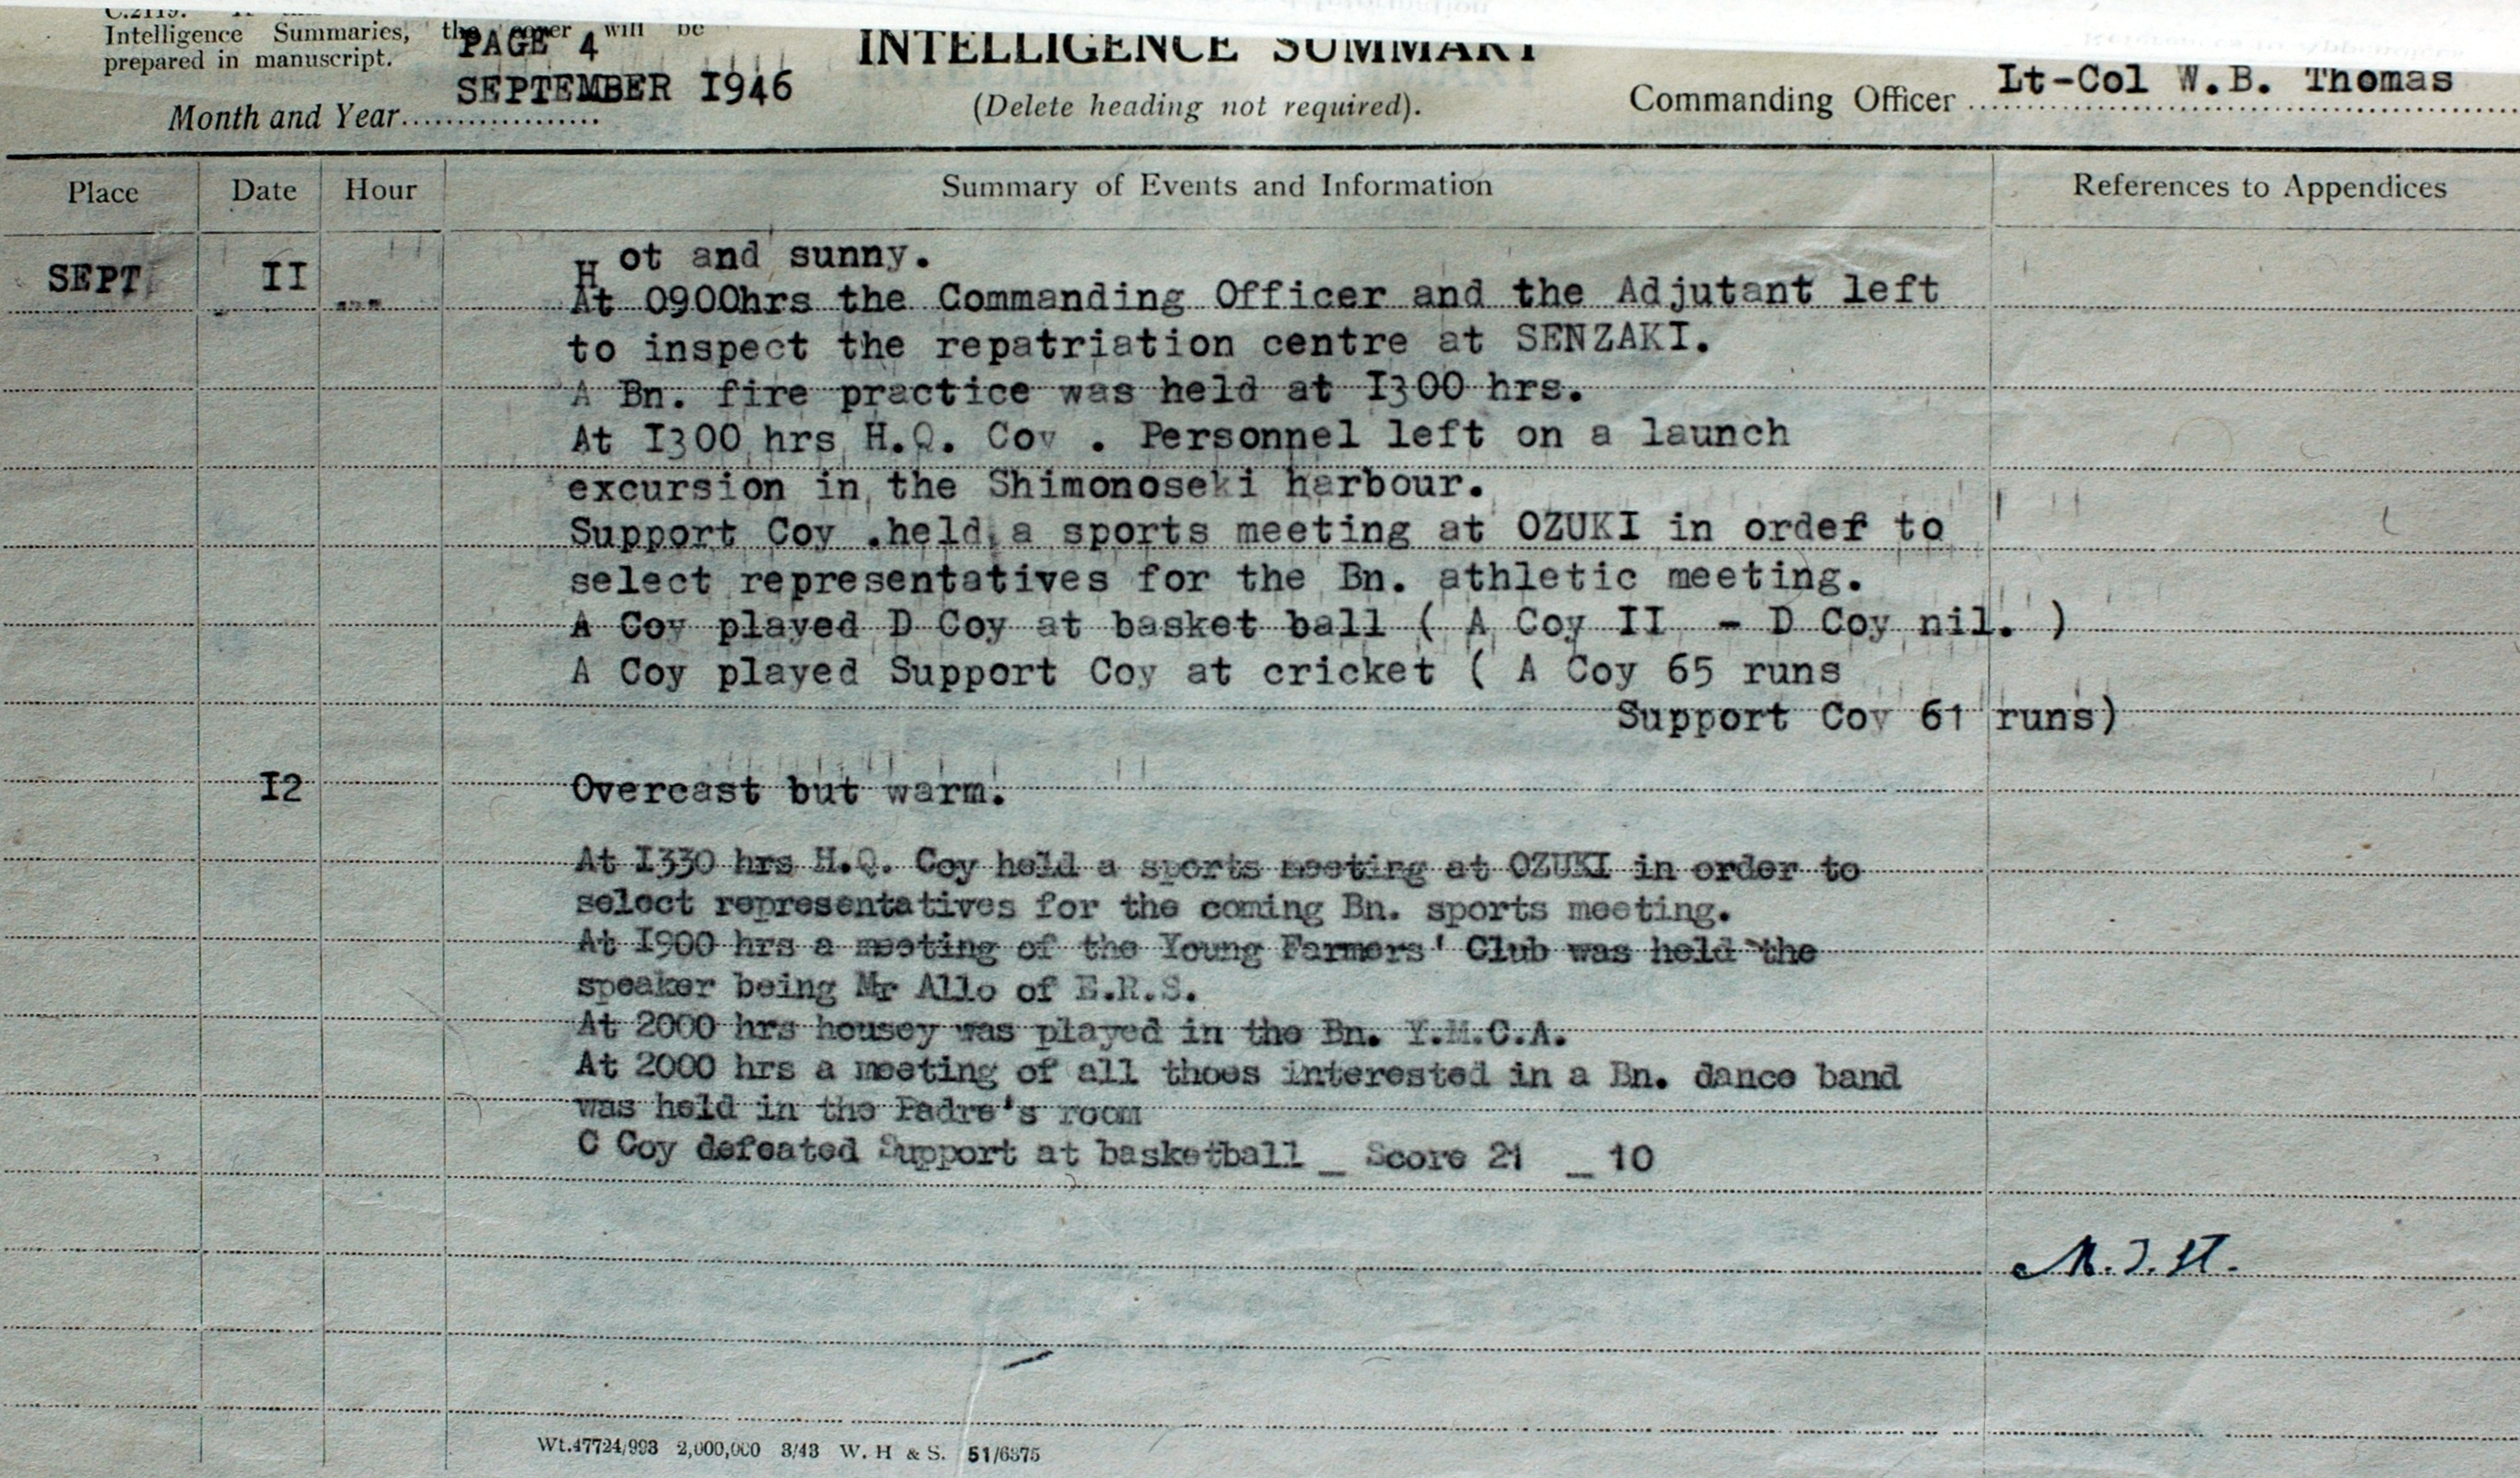 Intelligence Summaries, the cover will be
prepared in manuscript.
PAGE 4
SEPTEMBER I946
Month and Year
INTELLIGENCE SUMMARY
(Delete heading not required).
Commanding Officer Lt-Col W.B. Thomas
Place Date Hour Summary of Events and Information References to Appendices
SEPT II Hot and sunny.
At 0900hrs the Commanding Officer and the Adjutant left
to inspect the repatriation centre at SENZAKI.
A Bn. fire practice was held at I300 hrs.
At I300 hrs H.Q. Coy . Personnel left on a launch
excursion in the Shimonoseki harbour.
Support Coy .held a sports meeting at OZUKI in order to
select representatives for the Bn. athletic meeting.
A Coy played D Coy at basket ball ( A Coy II - D Coy nil. )
A Coy played Support Coy at cricket ( A Coy 65 runs
Support Coy 61 runs)
I2 Overcast but warm.
At I330 hrs H.Q. Coy held a sports meeting at OZUKI in order to
select representatives for the coming Bn. sports meeting.
At I900 hrs a meeting of the Young Farmers' Club was held the
speaker being Mr Allo of E.R.S.
At 2000 hrs housey was played in the Bn. Y.M.C.A.
At 2000 hrs a meeting of all thoes interested in a Bn. dance band
was held in the Padre's room
C Coy defeated Support at basketball _ Score 21 _ 10
Wt.47724/993 2,000,000 3/43 W. H & S. 51/6375